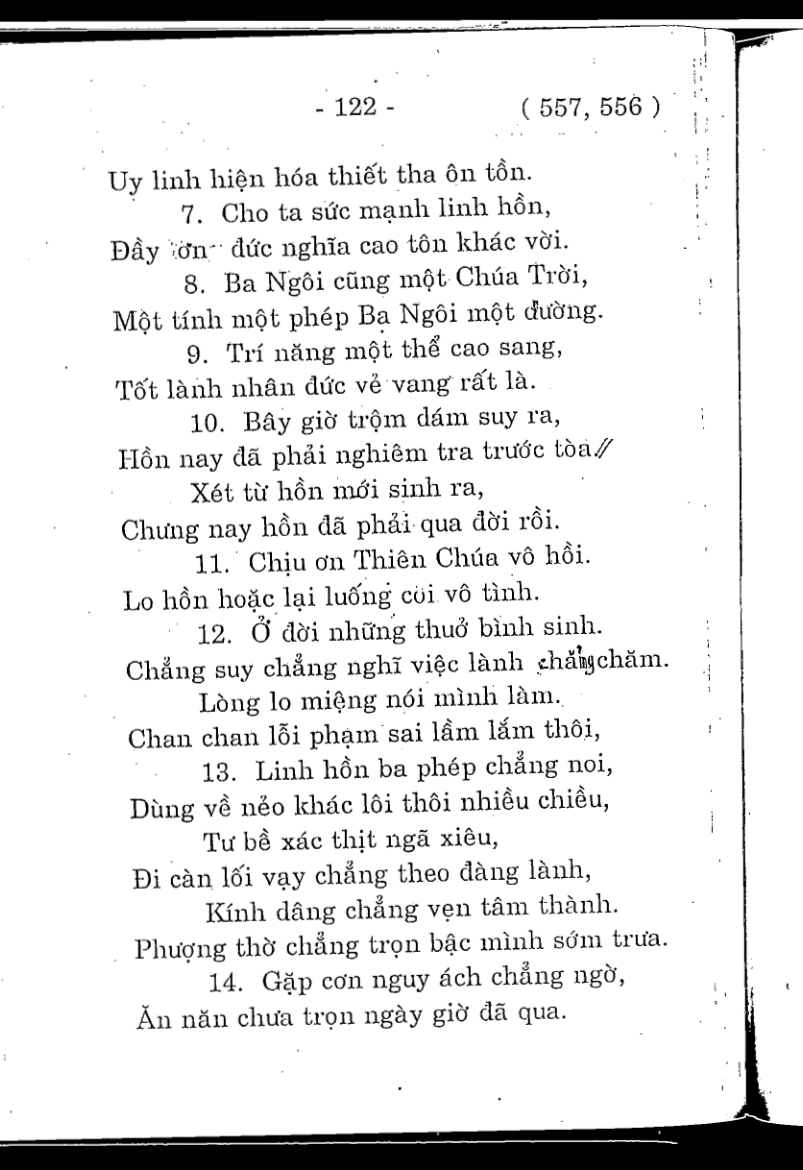 - 122 - ( 557, 556 )
Uy linh hiện hóa thiết tha ôn tồn.
7. Cho ta sức mạnh linh hồn,
Đầy ơn đức nghĩa cao tôn khác vời.
8. Ba Ngôi cũng một Chúa Trời,
Một tính một phép Ba Ngôi một đường.
9. Trí năng một thể cao sang,
Tốt lành nhân đức vẻ vang rất là.
10. Bây giờ trộm dám suy ra,
Hồn nay đã phải nghiêm tra trước tòa//
Xét từ hồn mới sinh ra,
Chưng nay hồn đã phải qua đời rồi.
11. Chịu ơn Thiên Chúa vô hồi.
Lo hồn hoặc lại luống coi vô tình.
12. Ở đời những thuở bình sinh.
Chẳng suy chẳng nghĩ việc lành chăng chăm.
Lòng lo miệng nói mình làm.
Chan chan lỗi phạm sai lầm lắm thôi,
13. Linh hồn ba phép chẳng noi,
Dùng về nẻo khác lôi thôi nhiều chiều,
Tư bề xác thịt ngã xiêu,
Đi càn lối vạy chẳng theo đàng lành,
Kính dâng chẳng vẹn tâm thành.
Phượng thờ chẳng trọn bậc mình sớm trưa.
14. Gặp cơn nguy ách chẳng ngờ,
Ăn năn chưa trọn ngày giờ đã qua.